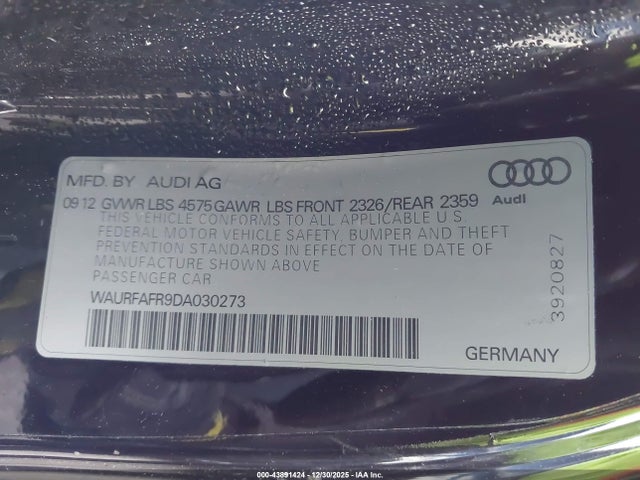 MFD. BY AUDI AG
Audi
09 12 GVWR LBS 4575 GAWR LBS FRONT 2326/REAR 2359
THIS VEHICLE CONFORMS TO ALL APPLICABLE U.S.
FEDERAL MOTOR VEHICLE SAFETY, BUMPER AND THEFT
PREVENTION STANDARDS IN EFFECT ON THE DATE OF
MANUFACTURE SHOWN ABOVE
PASSENGER CAR
WAURFAFR9DA030273
3920827
GERMANY
000-43891424 - 12/30/2025 - IAA Inc.